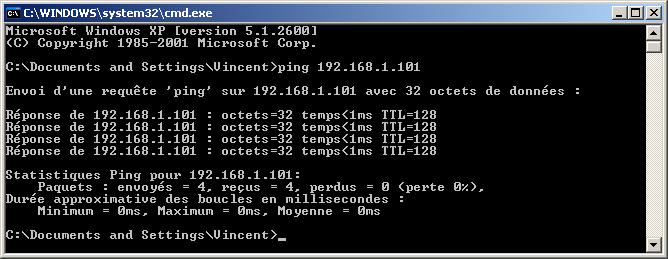 C:\WINDOWS\system32\cmd.exe
Microsoft Windows XP [version 5.1.2600]
(C) Copyright 1985-2001 Microsoft Corp.
C:\Documents and Settings\Vincent>ping 192.168.1.101
Envoi d'une requête 'ping' sur 192.168.1.101 avec 32 octets de données :
Réponse de 192.168.1.101 : octets=32 temps<1ms TTL=128
Réponse de 192.168.1.101 : octets=32 temps<1ms TTL=128
Réponse de 192.168.1.101 : octets=32 temps<1ms TTL=128
Réponse de 192.168.1.101 : octets=32 temps<1ms TTL=128
Statistiques Ping pour 192.168.1.101:
Paquets : envoyés = 4, reçus = 4, perdus = 0 (perte 0%),
Durée approximative des boucles en millisecondes :
Minimum = 0ms, Maximum = 0ms, Moyenne = 0ms
C:\Documents and Settings\Vincent>_